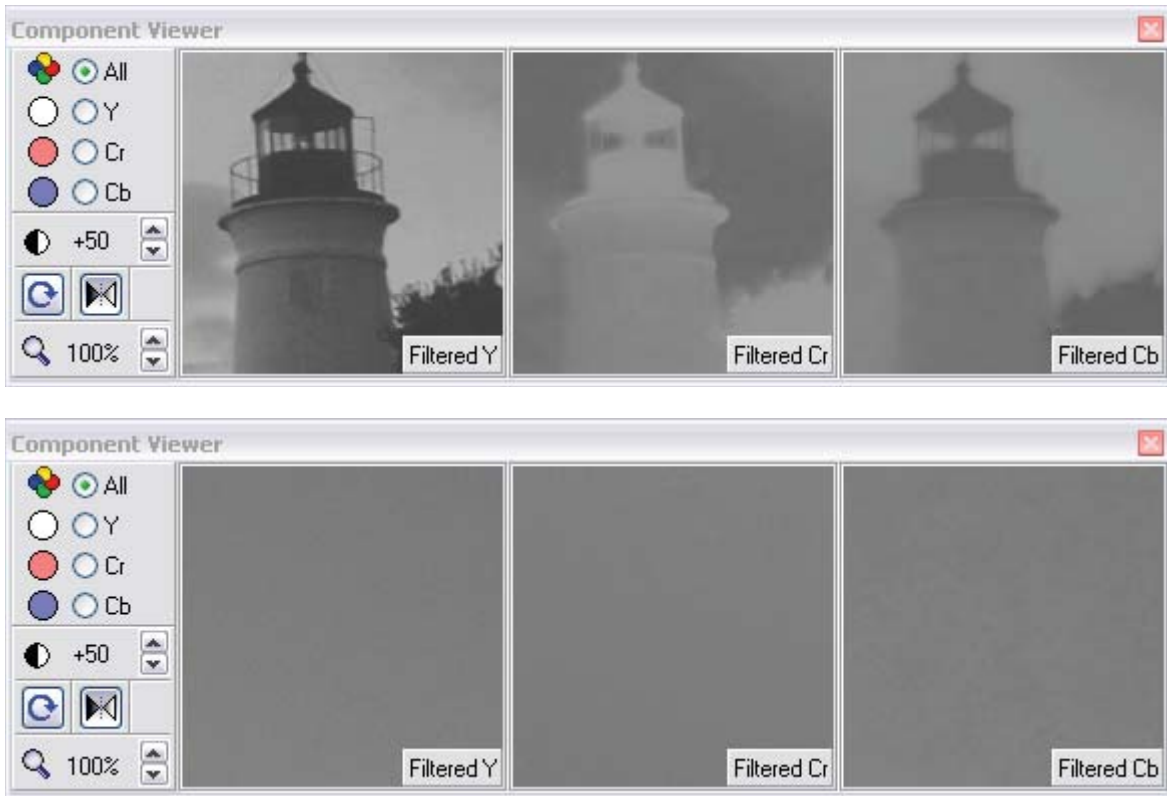 Component Viewer
All
Y
Cr
Cb
+50
100%
Filtered Y
Filtered Cr
Filtered Cb
Component Viewer
All
Y
Cr
Cb
+50
100%
Filtered Y
Filtered Cr
Filtered Cb